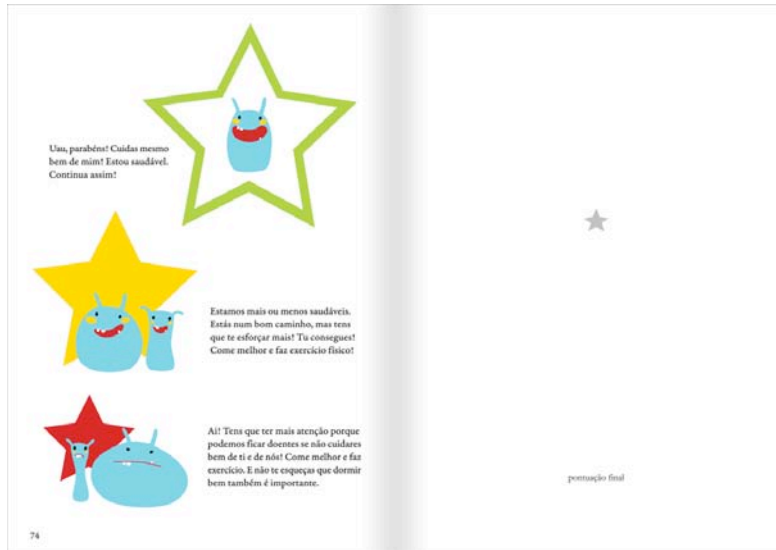 Uau, parabéns! Cuidas mesmo
bem de mim! Estou saudável.
Continua assim!
Estamos mais ou menos saudáveis.
Estás num bom caminho, mas tens
que te esforçar mais! Tu consegues!
Come melhor e faz exercício físico!
Ai! Tens que ter mais atenção porque
podemos ficar doentes se não cuidares
bem de ti e de nós! Come melhor e faz
exercício. E não te esqueças que dormir
bem também é importante.
74
pontuação final